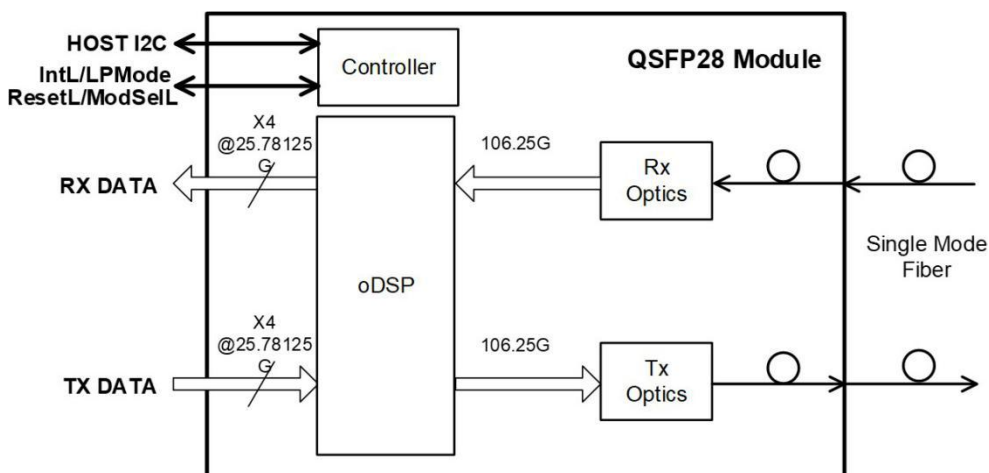 HOST I2C
IntL/LPMode
ResetL/ModSelL
Controller
QSFP28 Module
X4
@25.78125
G
106.25G
RX DATA
Rx
Optics
Single Mode
Fiber
oDSP
X4
@25.78125
G
106.25G
TX DATA
Tx
Optics